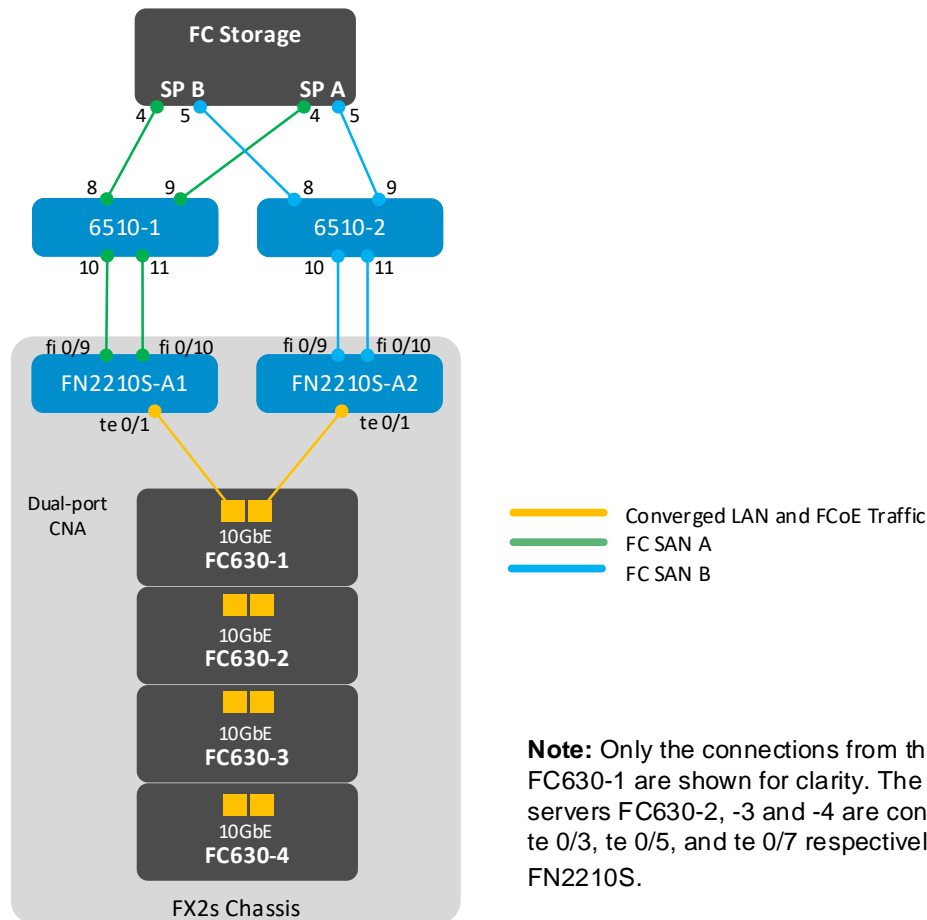 FC Storage
SP B SP A
4 5 4 5
8 9 8 9
6510-1 6510-2
10 11 10 11
fi 0/9 fi 0/10 fi 0/9 fi 0/10
FN2210S-A1 FN2210S-A2
te 0/1 te 0/1
Dual-port
CNA
10GbE
FC630-1
10GbE
FC630-2
10GbE
FC630-3
10GbE
FC630-4
FX2s Chassis
Converged LAN and FCoE Traffic
FC SAN A
FC SAN B
Note: Only the connections from th
FC630-1 are shown for clarity. The
servers FC630-2, -3 and -4 are con
te 0/3, te 0/5, and te 0/7 respectivel
FN2210S.